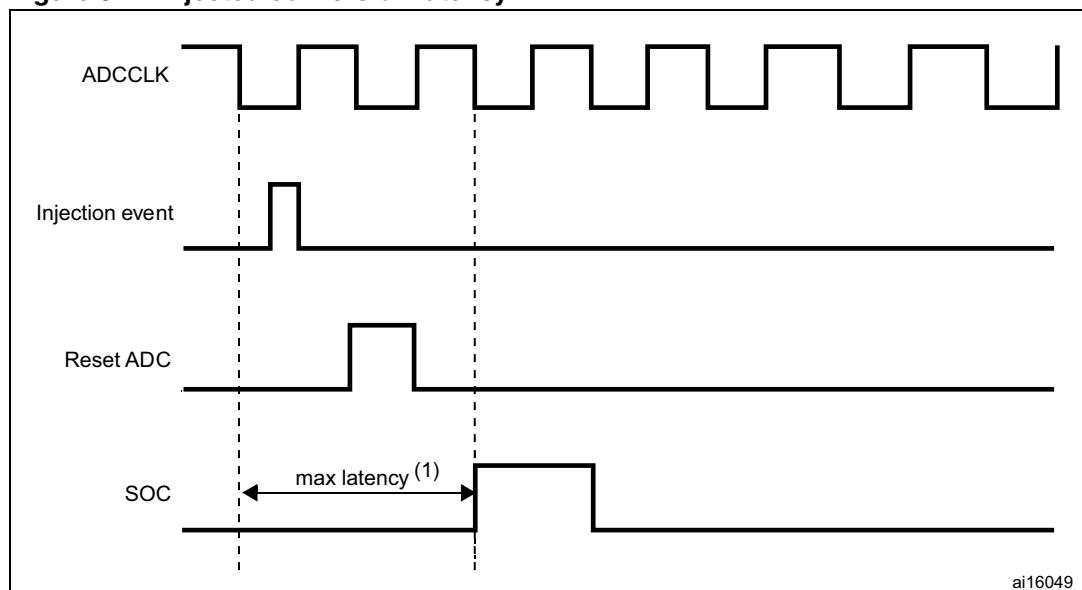 ADCCLK
Injection event
Reset ADC
max latency (1)
SOC
ai16049